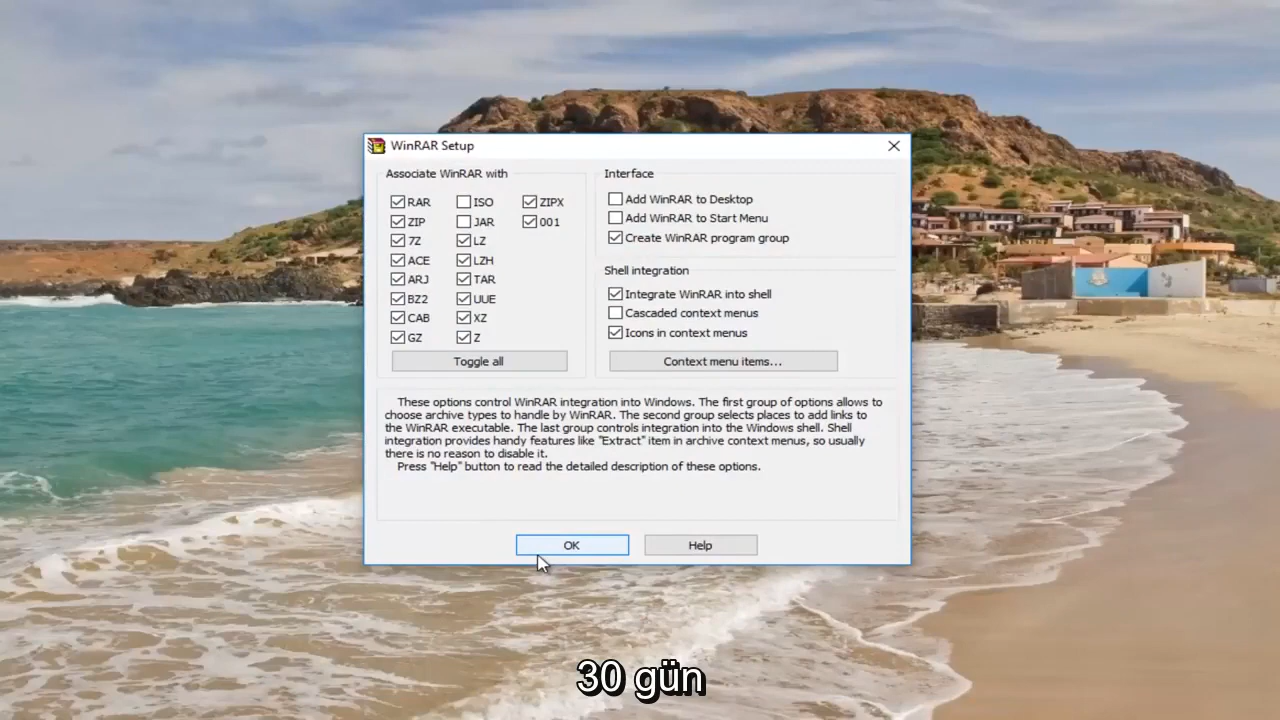 WinRAR Setup
Associate WinRAR with
RAR
ISO
ZIPX
ZIP
JAR
001
7Z
LZ
ACE
LZH
ARJ
TAR
BZ2
UUE
CAB
XZ
GZ
Z
Toggle all
Interface
Add WinRAR to Desktop
Add WinRAR to Start Menu
Create WinRAR program group
Shell integration
Integrate WinRAR into shell
Cascaded context menus
Icons in context menus
Context menu items...
These options control WinRAR integration into Windows. The first group of options allows to
choose archive types to handle by WinRAR. The second group selects places to add links to
the WinRAR executable. The last group controls integration into the Windows shell. Shell
integration provides handy features like "Extract" item in archive context menus, so usually
there is no reason to disable it.
Press "Help" button to read the detailed description of these options.
OK
Help
30 gün